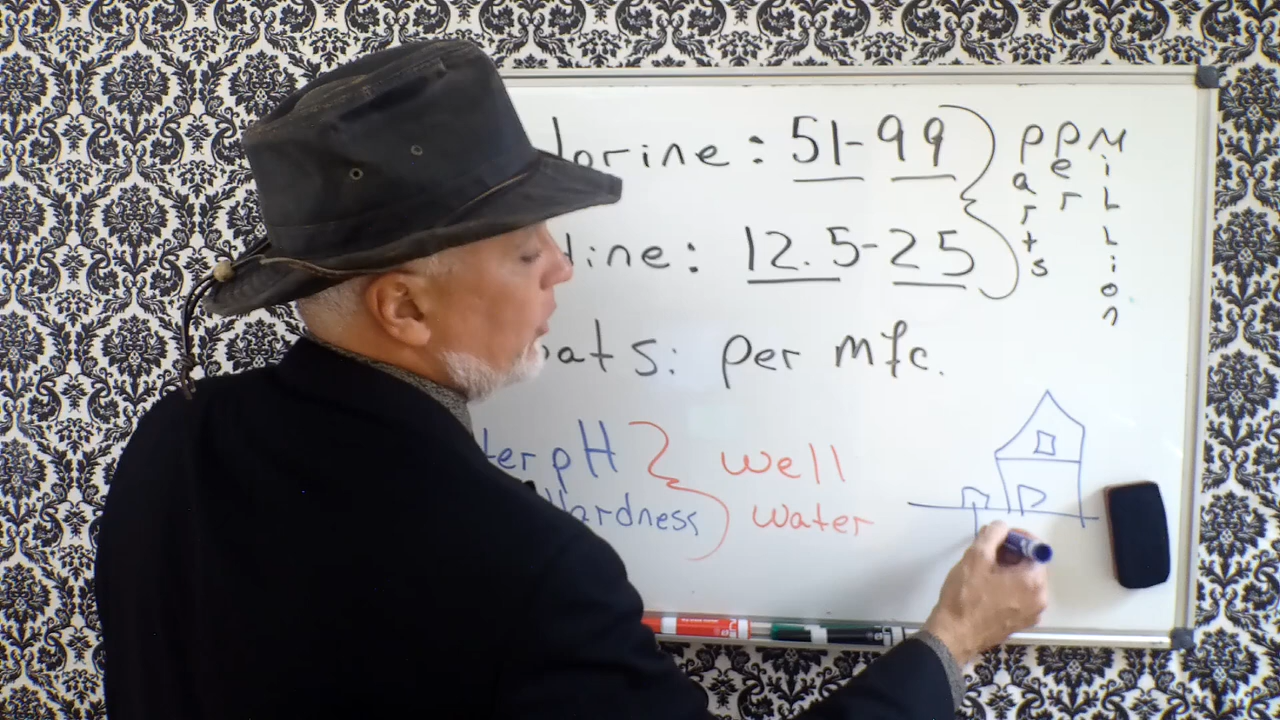 lorine: 51-99
dine: 12.5-25
Parts
Per
MiLLion
ats: per mfc.
ter pH
Hardness
well
water